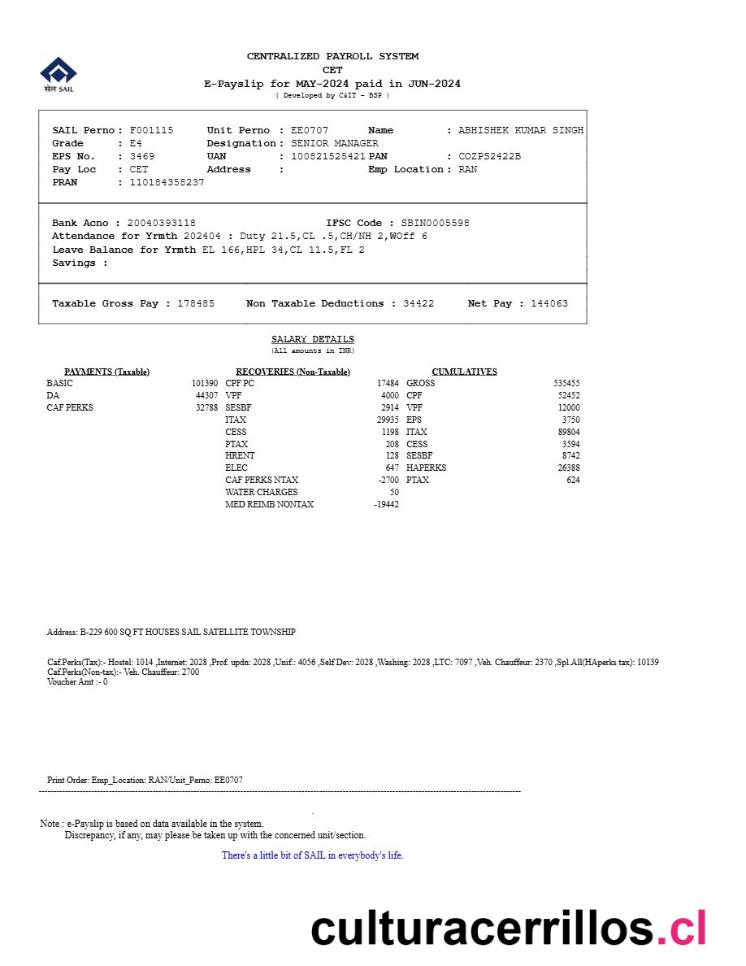 CENTRALIZED PAYROLL SYSTEM
CET
E-Payslip for MAY-2024 paid in JUN-2024
( Developed by C&IT - BSP )
सेल SAIL
SAIL Perno : F001115 Unit Perno : EE0707 Name : ABHISHEK KUMAR SINGH
Grade : E4 Designation : SENIOR MANAGER
EPS No. : 3469 UAN : 100821525421 PAN : COZPS2422B
Pay Loc : CET Address : Emp Location : RAN
PRAN : 110184358237
Bank Acno : 20040393118 IFSC Code : SBIN0005598
Attendance for Yrmth 202404 : Duty 21.5,CL .5,CH/NH 2,WOff 6
Leave Balance for Yrmth EL 166,HPL 34,CL 11.5,FL 2
Savings :
Taxable Gross Pay : 178485 Non Taxable Deductions : 34422 Net Pay : 144063
SALARY DETAILS
(All amounts in INR)
PAYMENTS (Taxable) RECOVERIES (Non-Taxable) CUMULATIVES
BASIC 101390 CPF PC 17484 GROSS 535455
DA 44307 VPF 4000 CPF 52452
CAF PERKS 32788 SESBF 2914 VPF 12000
ITAX 29935 EPS 3750
CESS 1198 ITAX 89804
PTAX 208 CESS 3594
HRENT 128 SESBF 8742
ELEC 647 HAPERKS 26388
CAF PERKS NTAX -2700 PTAX 624
WATER CHARGES 50
MED REIMB NONTAX -19442
Address: B-229 600 SQ FT HOUSES SAIL SATELLITE TOWNSHIP
Caf.Perks(Tax):- Hostel: 1014 ,Internet: 2028 ,Prof. updn: 2028 ,Unif.: 4056 ,Self Dev: 2028 ,Washing: 2028 ,LTC: 7097 ,Veh. Chauffeur: 2370 ,Spl.All(HAperks tax): 10139
Caf.Perks(Non-tax):- Veh. Chauffeur: 2700
Voucher Amt :- 0
Print Order: Emp_Location: RAN/Unit_Perno: EE0707
Note : e-Payslip is based on data available in the system.
Discrepancy, if any, may please be taken up with the concerned unit/section.
There's a little bit of SAIL in everybody's life.
culturacerrillos.cl